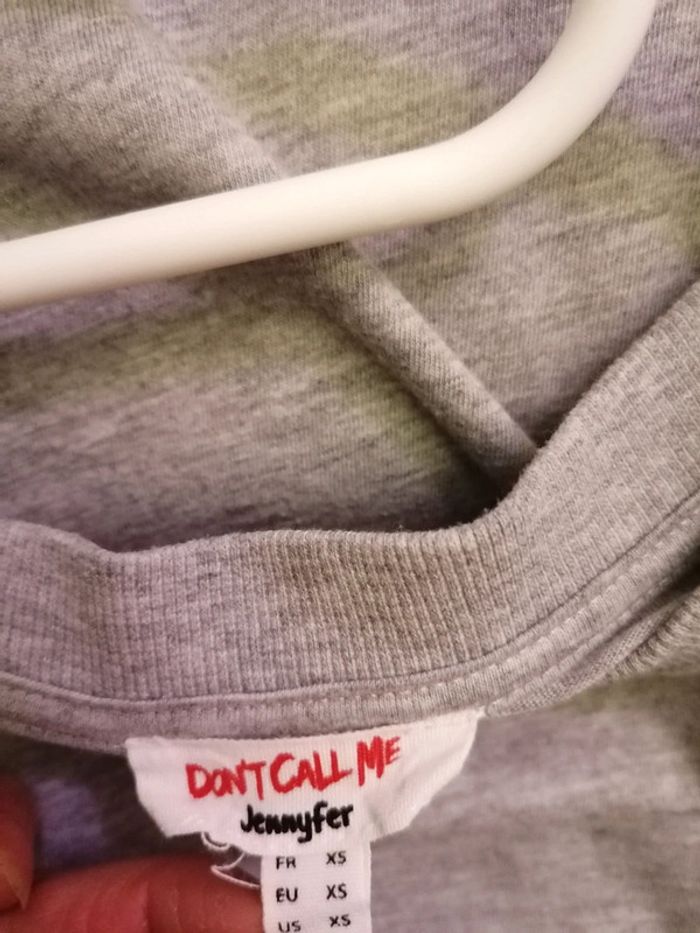 DON'T CALL ME
Jennyfer
FR XS
EU XS
US XS